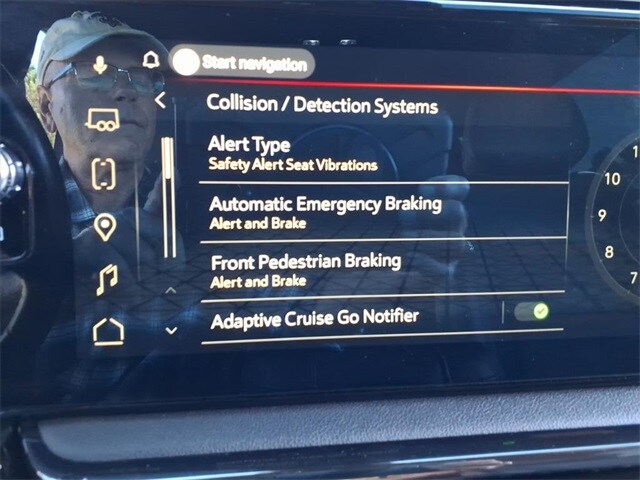 Start navigation
Collision / Detection Systems
Alert Type
Safety Alert Seat Vibrations
Automatic Emergency Braking
Alert and Brake
Front Pedestrian Braking
Alert and Brake
Adaptive Cruise Go Notifier
10
9
8
7